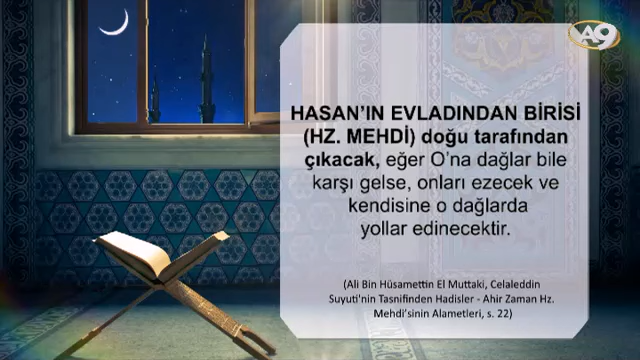 A9
HASAN’IN EVLADINDAN BİRİSİ
(HZ. MEHDİ) doğu tarafından
çıkacak, eğer O’na dağlar bile
karşı gelse, onları ezecek ve
kendisine o dağlarda
yollar edinecektir.
(Ali Bin Hüsamettin El Muttaki, Celaleddin
Suyuti'nin Tasnifinden Hadisler - Ahir Zaman Hz.
Mehdi’sinin Alametleri, s. 22)